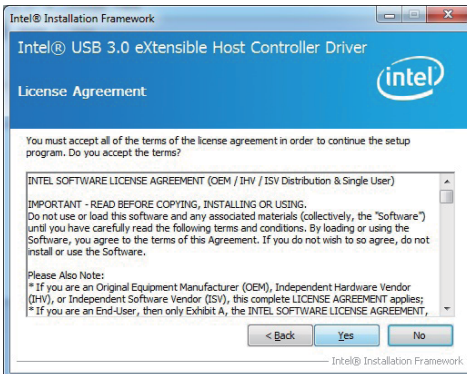 Intel® Installation Framework
Intel® USB 3.0 eXtensible Host Controller Driver
intel
License Agreement
You must accept all of the terms of the license agreement in order to continue the setup
program. Do you accept the terms?
INTEL SOFTWARE LICENSE AGREEMENT (OEM / IHV / ISV Distribution & Single User)
IMPORTANT - READ BEFORE COPYING, INSTALLING OR USING.
Do not use or load this software and any associated materials (collectively, the "Software")
until you have carefully read the following terms and conditions. By loading or using the
Software, you agree to the terms of this Agreement. If you do not wish to so agree, do not
install or use the Software.
Please Also Note:
* If you are an Original Equipment Manufacturer (OEM), Independent Hardware Vendor
(IHV), or Independent Software Vendor (ISV), this complete LICENSE AGREEMENT applies;
* If you are an End-User, then only Exhibit A, the INTEL SOFTWARE LICENSE AGREEMENT,
< Back Yes No
Intel® Installation Framework